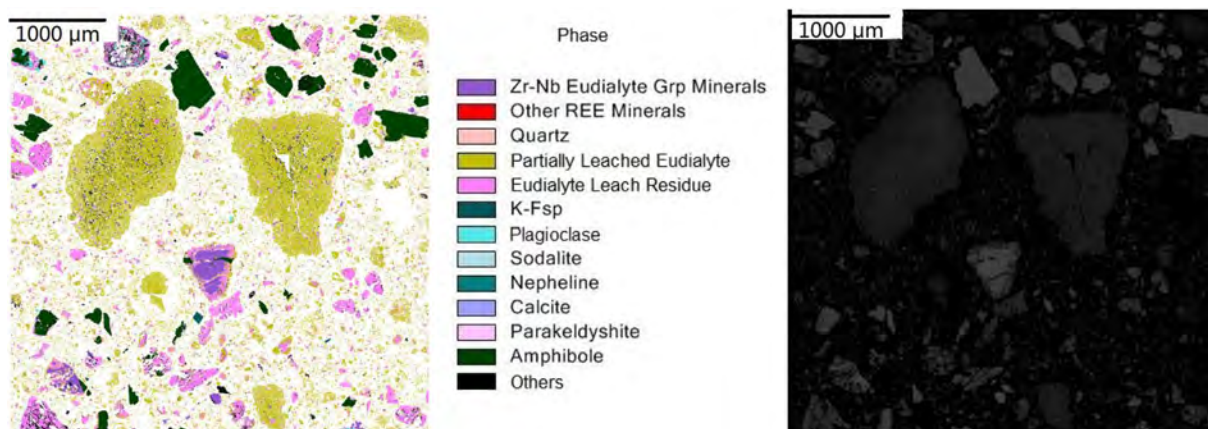 1000 µm
Phase
Zr-Nb Eudialyte Grp Minerals
Other REE Minerals
Quartz
Partially Leached Eudialyte
Eudialyte Leach Residue
K-Fsp
Plagioclase
Sodalite
Nepheline
Calcite
Parakeldyshite
Amphibole
Others
1000 µm